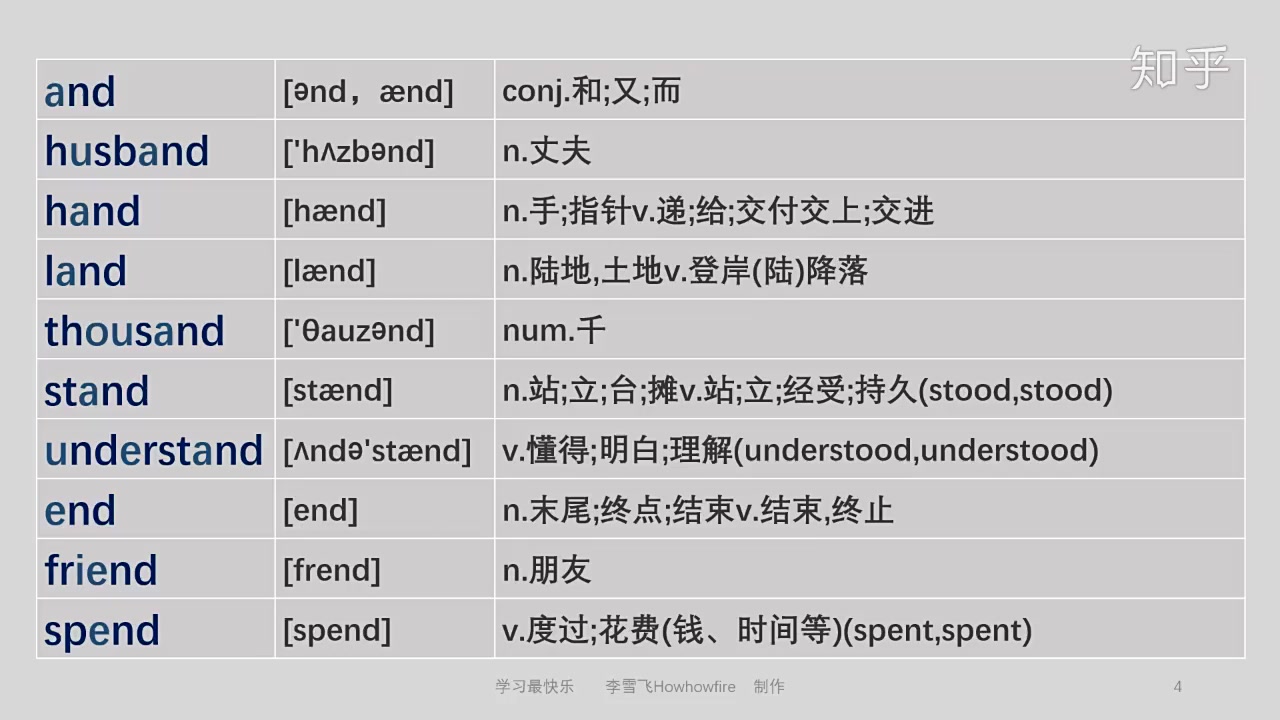 知乎
and [ənd，ænd] conj.和;又;而
husband ['hʌzbənd] n.丈夫
hand [hænd] n.手;指针v.递;给;交付交上;交进
land [lænd] n.陆地,土地v.登岸(陆)降落
thousand ['θauzənd] num.千
stand [stænd] n.站;立;台;摊v.站;立;经受;持久(stood,stood)
understand [ʌndə'stænd] v.懂得;明白;理解(understood,understood)
end [end] n.末尾;终点;结束v.结束,终止
friend [frend] n.朋友
spend [spend] v.度过;花费(钱、时间等)(spent,spent)
学习最快乐 李雪飞Howhowfire 制作 4